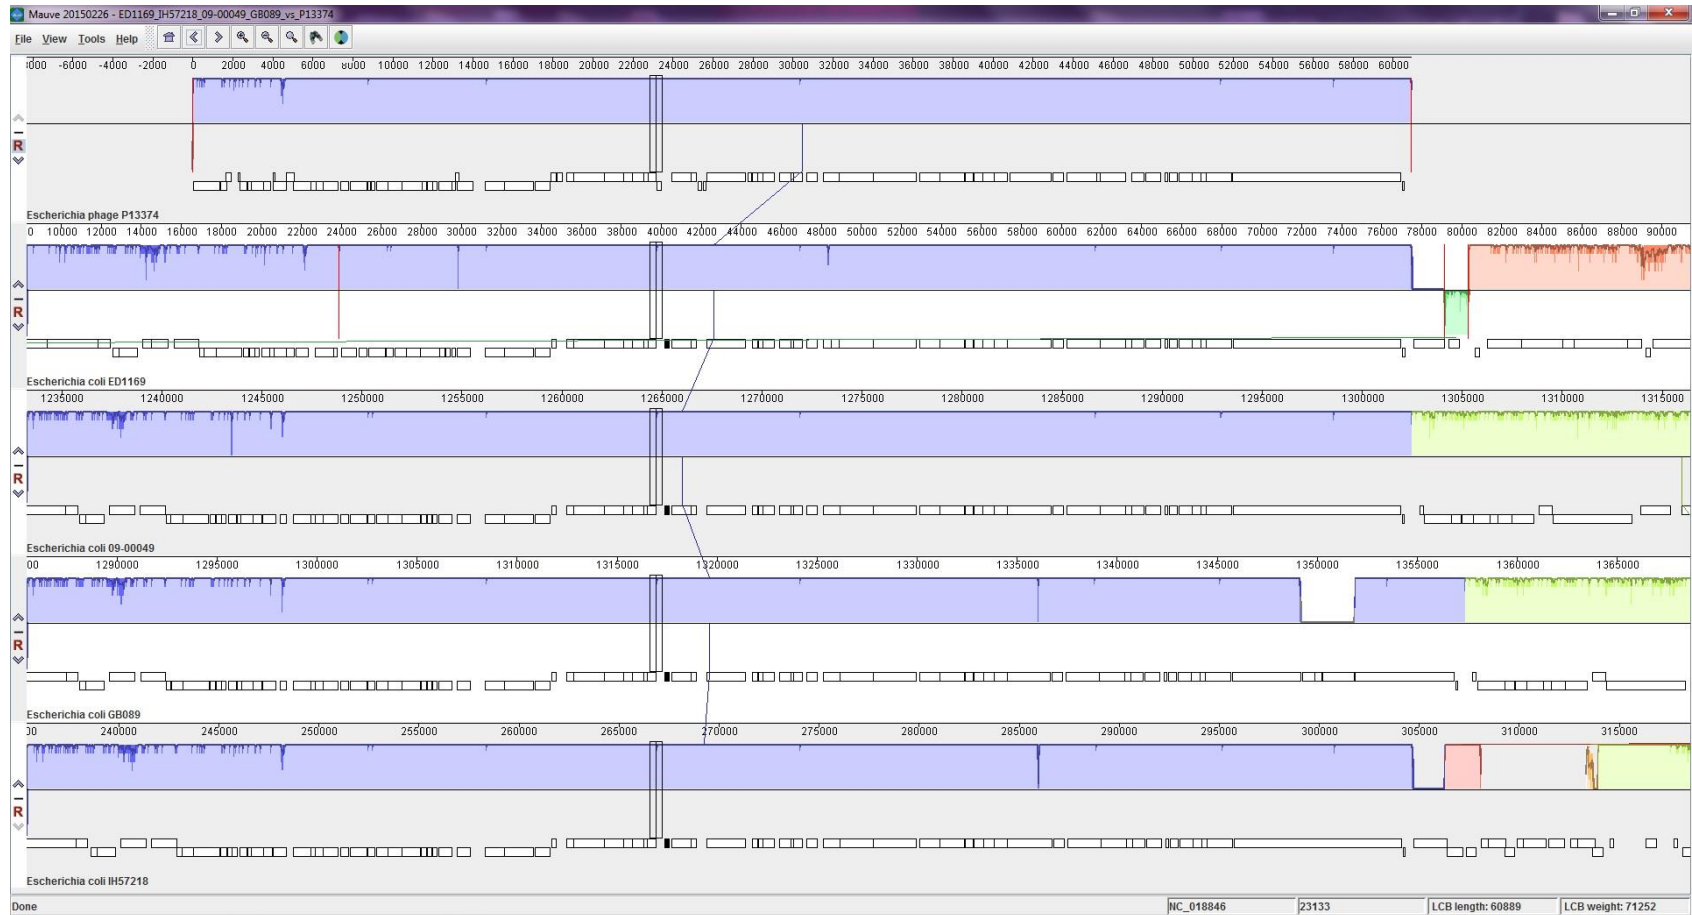 Mauve 20150226 - ED1169_IH57218_09-00049_GB089_vs_P13374
File View Tools Help
-6000 -4000 -2000 0 2000 4000 6000 8000 10000 12000 14000 16000 18000 20000 22000 24000 26000 28000 30000 32000 34000 36000 38000 40000 42000 44000 46000 48000 50000 52000 54000 56000 58000 60000
R
Escherichia phage P13374
10000 12000 14000 16000 18000 20000 22000 24000 26000 28000 30000 32000 34000 36000 38000 40000 42000 44000 46000 48000 50000 52000 54000 56000 58000 60000 62000 64000 66000 68000 70000 72000 74000 76000 78000 80000 82000 84000 86000 88000 90000
R
Escherichia coli ED1169
1235000 1240000 1245000 1250000 1255000 1260000 1265000 1270000 1275000 1280000 1285000 1290000 1295000 1300000 1305000 1310000 1315000
R
Escherichia coli 09-00049
00 1290000 1295000 1300000 1305000 1310000 1315000 1320000 1325000 1330000 1335000 1340000 1345000 1350000 1355000 1360000 1365000
R
Escherichia coli GB089
240000 245000 250000 255000 260000 265000 270000 275000 280000 285000 290000 295000 300000 305000 310000 315000
R
Escherichia coli IH57218
Done NC_018846 23133 LCB length: 60889 LCB weight: 71252